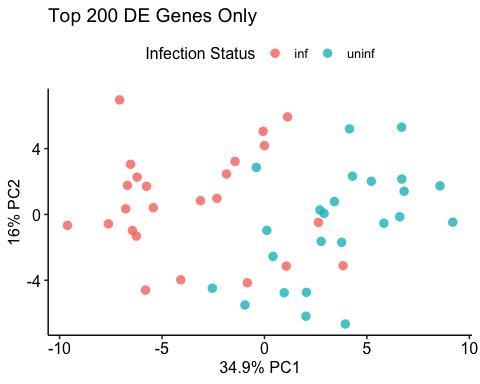 Top 200 DE Genes Only
Infection Status inf uninf
4
0
-4
16% PC2
-10 -5 0 5 10
34.9% PC1